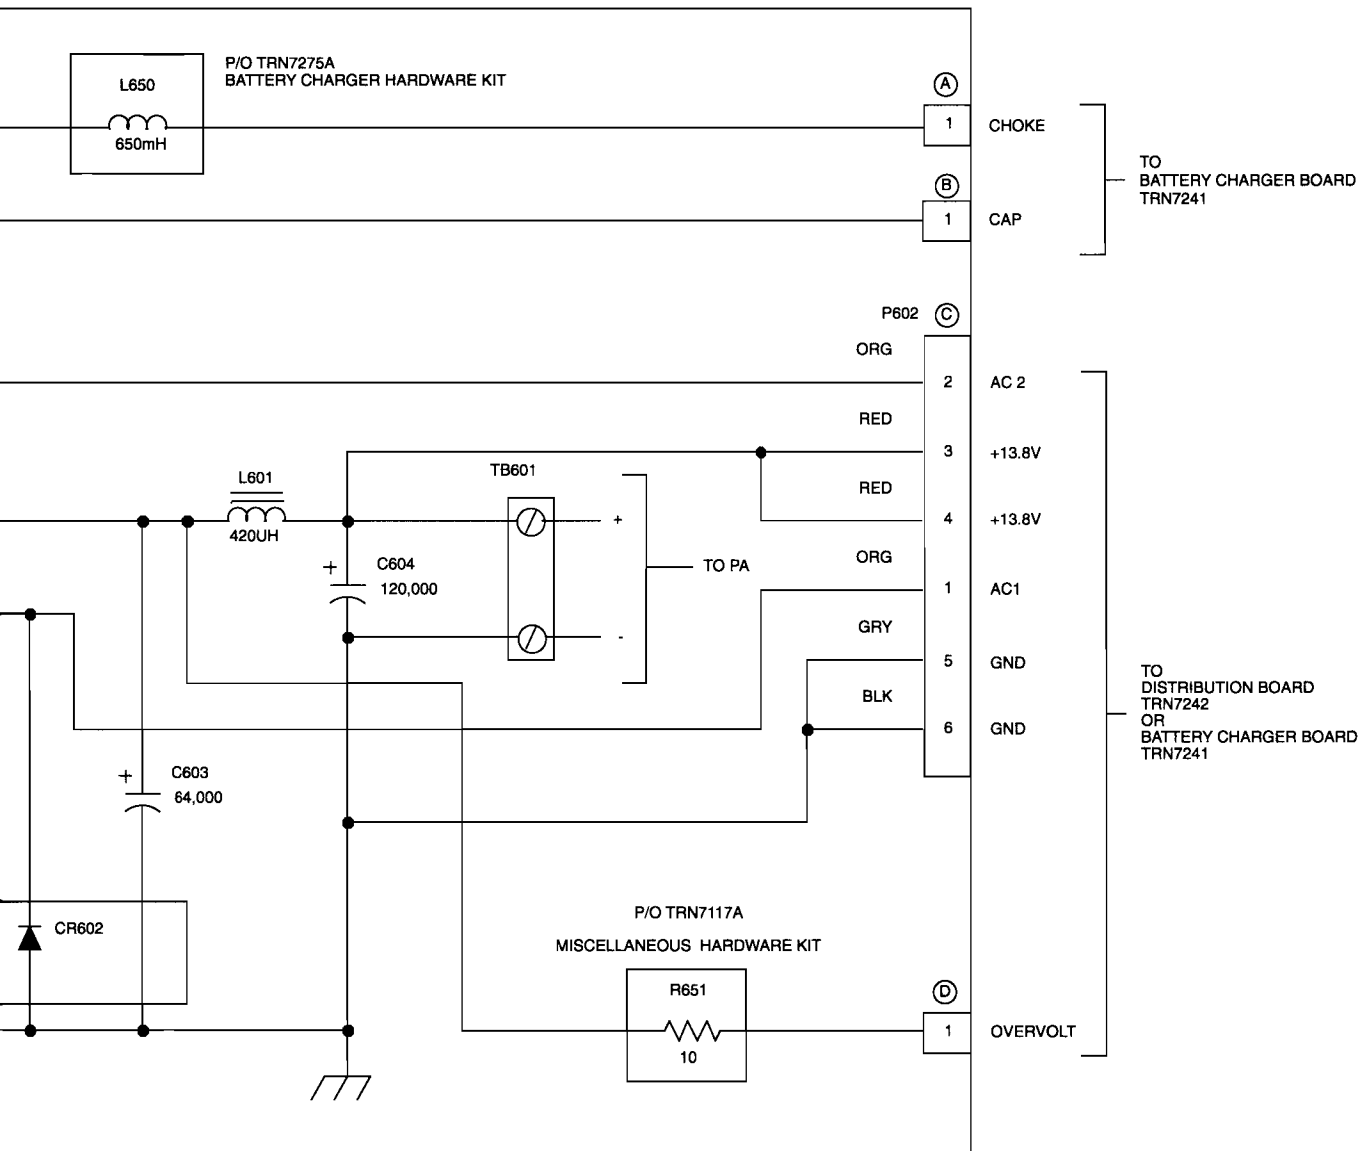 P/O TRN7275A
BATTERY CHARGER HARDWARE KIT
L650
650mH
A
1
CHOKE
B
1
CAP
TO
BATTERY CHARGER BOARD
TRN7241
P602
C
ORG
2
AC 2
RED
3
+13.8V
RED
4
+13.8V
ORG
1
AC1
GRY
5
GND
BLK
6
GND
L601
420UH
TB601
+
-
TO PA
+
C604
120,000
+
C603
64,000
CR602
TO
DISTRIBUTION BOARD
TRN7242
OR
BATTERY CHARGER BOARD
TRN7241
P/O TRN7117A
MISCELLANEOUS HARDWARE KIT
R651
10
D
1
OVERVOLT